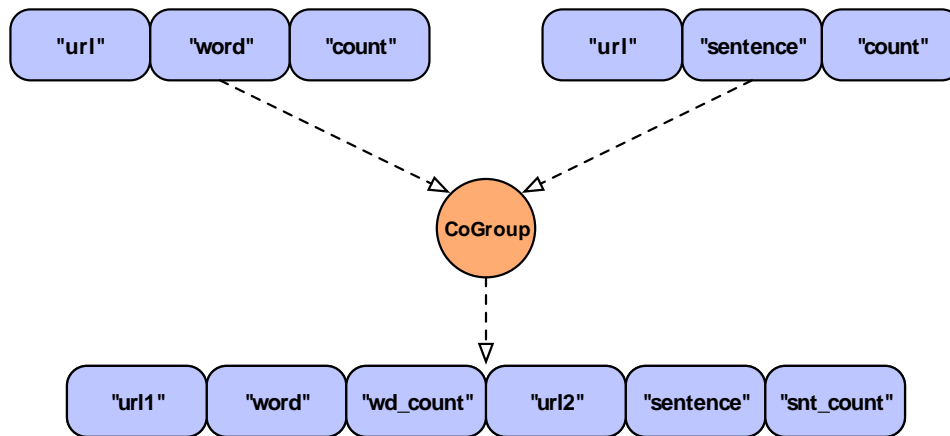 "url" "word" "count" "url" "sentence" "count"
CoGroup
"url1" "word" "wd_count" "url2" "sentence" "snt_count"